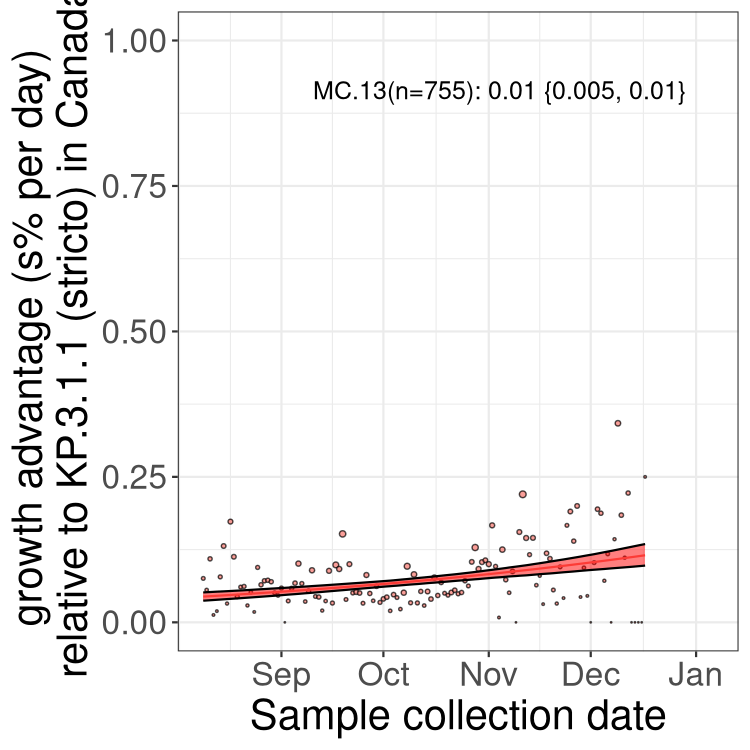 growth advantage (s% per day)
relative to KP.3.1.1 (stricto) in Canada
1.00
0.75
0.50
0.25
0.00
MC.13(n=755): 0.01 {0.005, 0.01}
Sep Oct Nov Dec Jan
Sample collection date